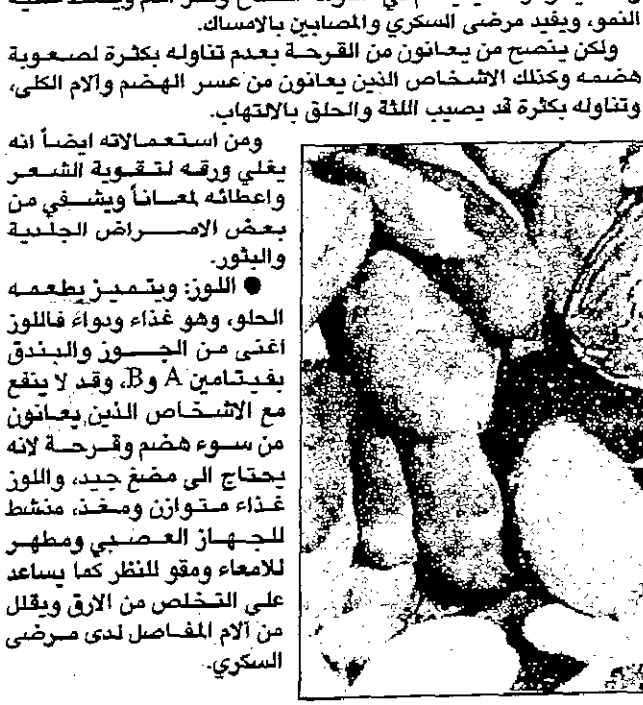 النمو، ويفيد مرضى السكري والمصابين بالامساك.
ولكن ينصح من يعانون من القرحة بعدم تناوله بكثرة لصعوبة
هضمه وكذلك الاشخاص الذين يعانون من عسر الهضم وآلام الكلى،
وتناوله بكثرة قد يصيب اللثة والحلق بالالتهاب.
ومن استعمالاته ايضاً انه
يغلي ورقه لتقوية الشعر
واعطائه لمعاناً ويشفي من
بعض الامراض الجلدية
والبثور.
● اللوز: ويتميز بطعمه
الحلو، وهو غذاء ودواء فاللوز
اغنى من الجوز والبندق
بفيتامين A وB، وقد لا ينفع
مع الاشخاص الذين يعانون
من سوء هضم وقرحة لانه
يحتاج الى مضغ جيد، واللوز
غذاء متوازن ومغذ، منشط
للجهاز العصبي ومطهر
للامعاء ومقو للنظر كما يساعد
على التخلص من الارق ويقلل
من آلام المفاصل لدى مرضى
السكري.